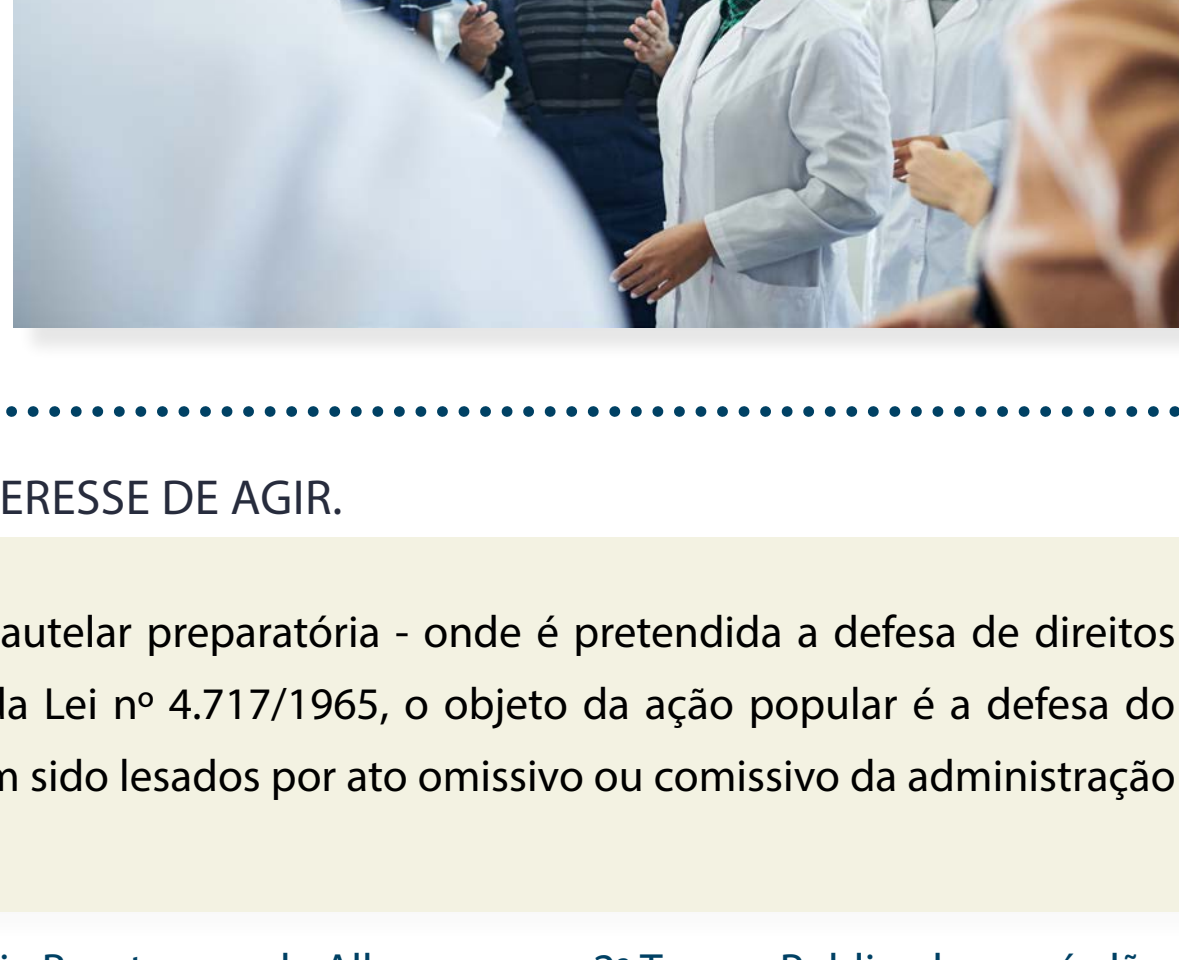 ERESSE DE AGIR.
autelar preparatória - onde é pretendida a defesa de direitos
da Lei nº 4.717/1965, o objeto da ação popular é a defesa do
m sido lesados por ato omissivo ou comissivo da administração